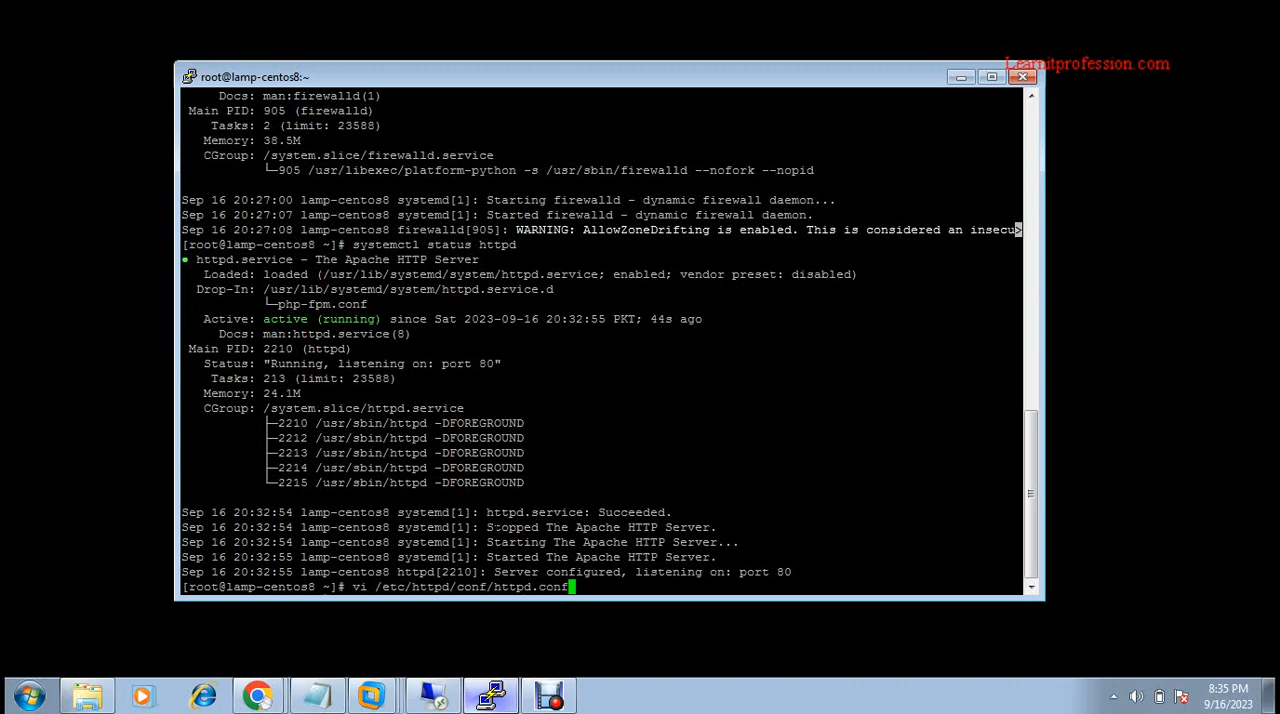 Learnitprofession.com
root@lamp-centos8:~
Docs: man:firewalld(1)
Main PID: 905 (firewalld)
Tasks: 2 (limit: 23588)
Memory: 38.5M
CGroup: /system.slice/firewalld.service
└─905 /usr/libexec/platform-python -s /usr/sbin/firewalld --nofork --nopid
Sep 16 20:27:00 lamp-centos8 systemd[1]: Starting firewalld - dynamic firewall daemon...
Sep 16 20:27:07 lamp-centos8 systemd[1]: Started firewalld - dynamic firewall daemon.
Sep 16 20:27:08 lamp-centos8 firewalld[905]: WARNING: AllowZoneDrifting is enabled. This is considered an insecu>
[root@lamp-centos8 ~]# systemctl status httpd
● httpd.service - The Apache HTTP Server
Loaded: loaded (/usr/lib/systemd/system/httpd.service; enabled; vendor preset: disabled)
Drop-In: /usr/lib/systemd/system/httpd.service.d
└─php-fpm.conf
Active: active (running) since Sat 2023-09-16 20:32:55 PKT; 44s ago
Docs: man:httpd.service(8)
Main PID: 2210 (httpd)
Status: "Running, listening on: port 80"
Tasks: 213 (limit: 23588)
Memory: 24.1M
CGroup: /system.slice/httpd.service
├─2210 /usr/sbin/httpd -DFOREGROUND
├─2212 /usr/sbin/httpd -DFOREGROUND
├─2213 /usr/sbin/httpd -DFOREGROUND
├─2214 /usr/sbin/httpd -DFOREGROUND
└─2215 /usr/sbin/httpd -DFOREGROUND
Sep 16 20:32:54 lamp-centos8 systemd[1]: httpd.service: Succeeded.
Sep 16 20:32:54 lamp-centos8 systemd[1]: Stopped The Apache HTTP Server.
Sep 16 20:32:54 lamp-centos8 systemd[1]: Starting The Apache HTTP Server...
Sep 16 20:32:55 lamp-centos8 systemd[1]: Started The Apache HTTP Server.
Sep 16 20:32:55 lamp-centos8 httpd[2210]: Server configured, listening on: port 80
[root@lamp-centos8 ~]# vi /etc/httpd/conf/httpd.conf
8:35 PM
9/16/2023